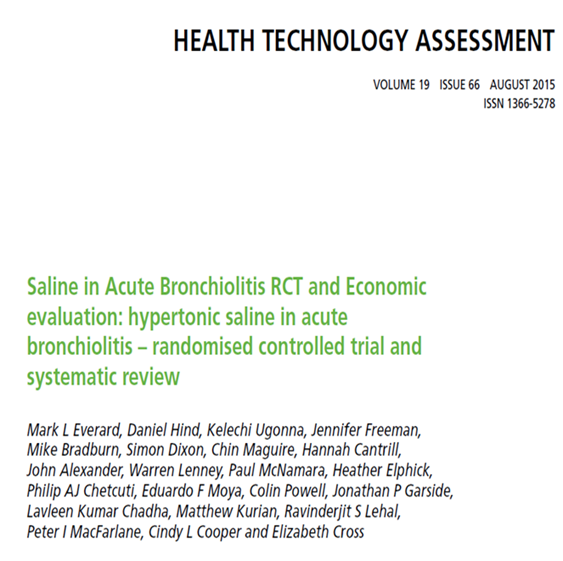 HEALTH TECHNOLOGY ASSESSMENT
VOLUME 19 ISSUE 66 AUGUST 2015
ISSN 1366-5278
Saline in Acute Bronchiolitis RCT and Economic
evaluation: hypertonic saline in acute
bronchiolitis – randomised controlled trial and
systematic review
Mark L Everard, Daniel Hind, Kelechi Ugonna, Jennifer Freeman,
Mike Bradburn, Simon Dixon, Chin Maguire, Hannah Cantrill,
John Alexander, Warren Lenney, Paul McNamara, Heather Elphick,
Philip AJ Chetcuti, Eduardo F Moya, Colin Powell, Jonathan P Garside,
Lavleen Kumar Chadha, Matthew Kurian, Ravinderjit S Lehal,
Peter I MacFarlane, Cindy L Cooper and Elizabeth Cross